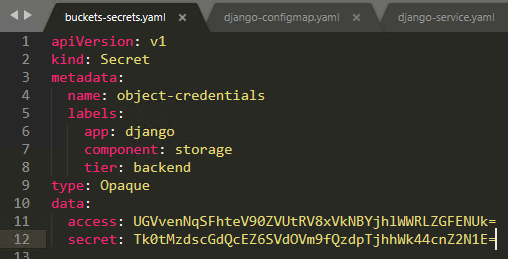 buckets-secrets.yaml × django-configmap.yaml × django-service.yaml
1 apiVersion: v1
2 kind: Secret
3 metadata:
4 name: object-credentials
5 labels:
6 app: django
7 component: storage
8 tier: backend
9 type: Opaque
10 data:
11 access: UGVvenNqSFhteV90ZVUtRV8xVkNBYjhlWWRLZGFENUk=
12 secret: Tk0tMzdscGdQcEZ6SVdOVm9fQzdpTjhhWk44cnZ2N1E=
13